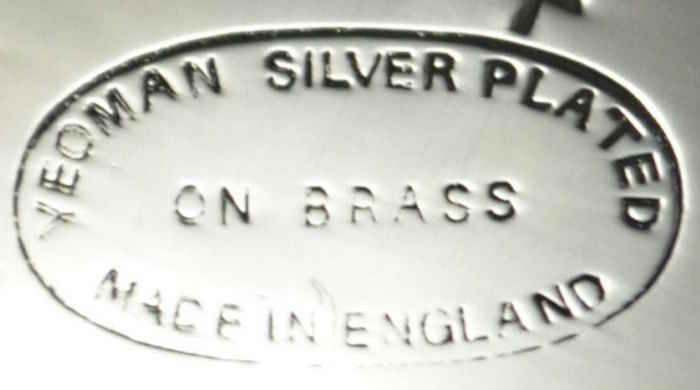 YEOMAN SILVER PLATED
ON BRASS
MADE IN ENGLAND